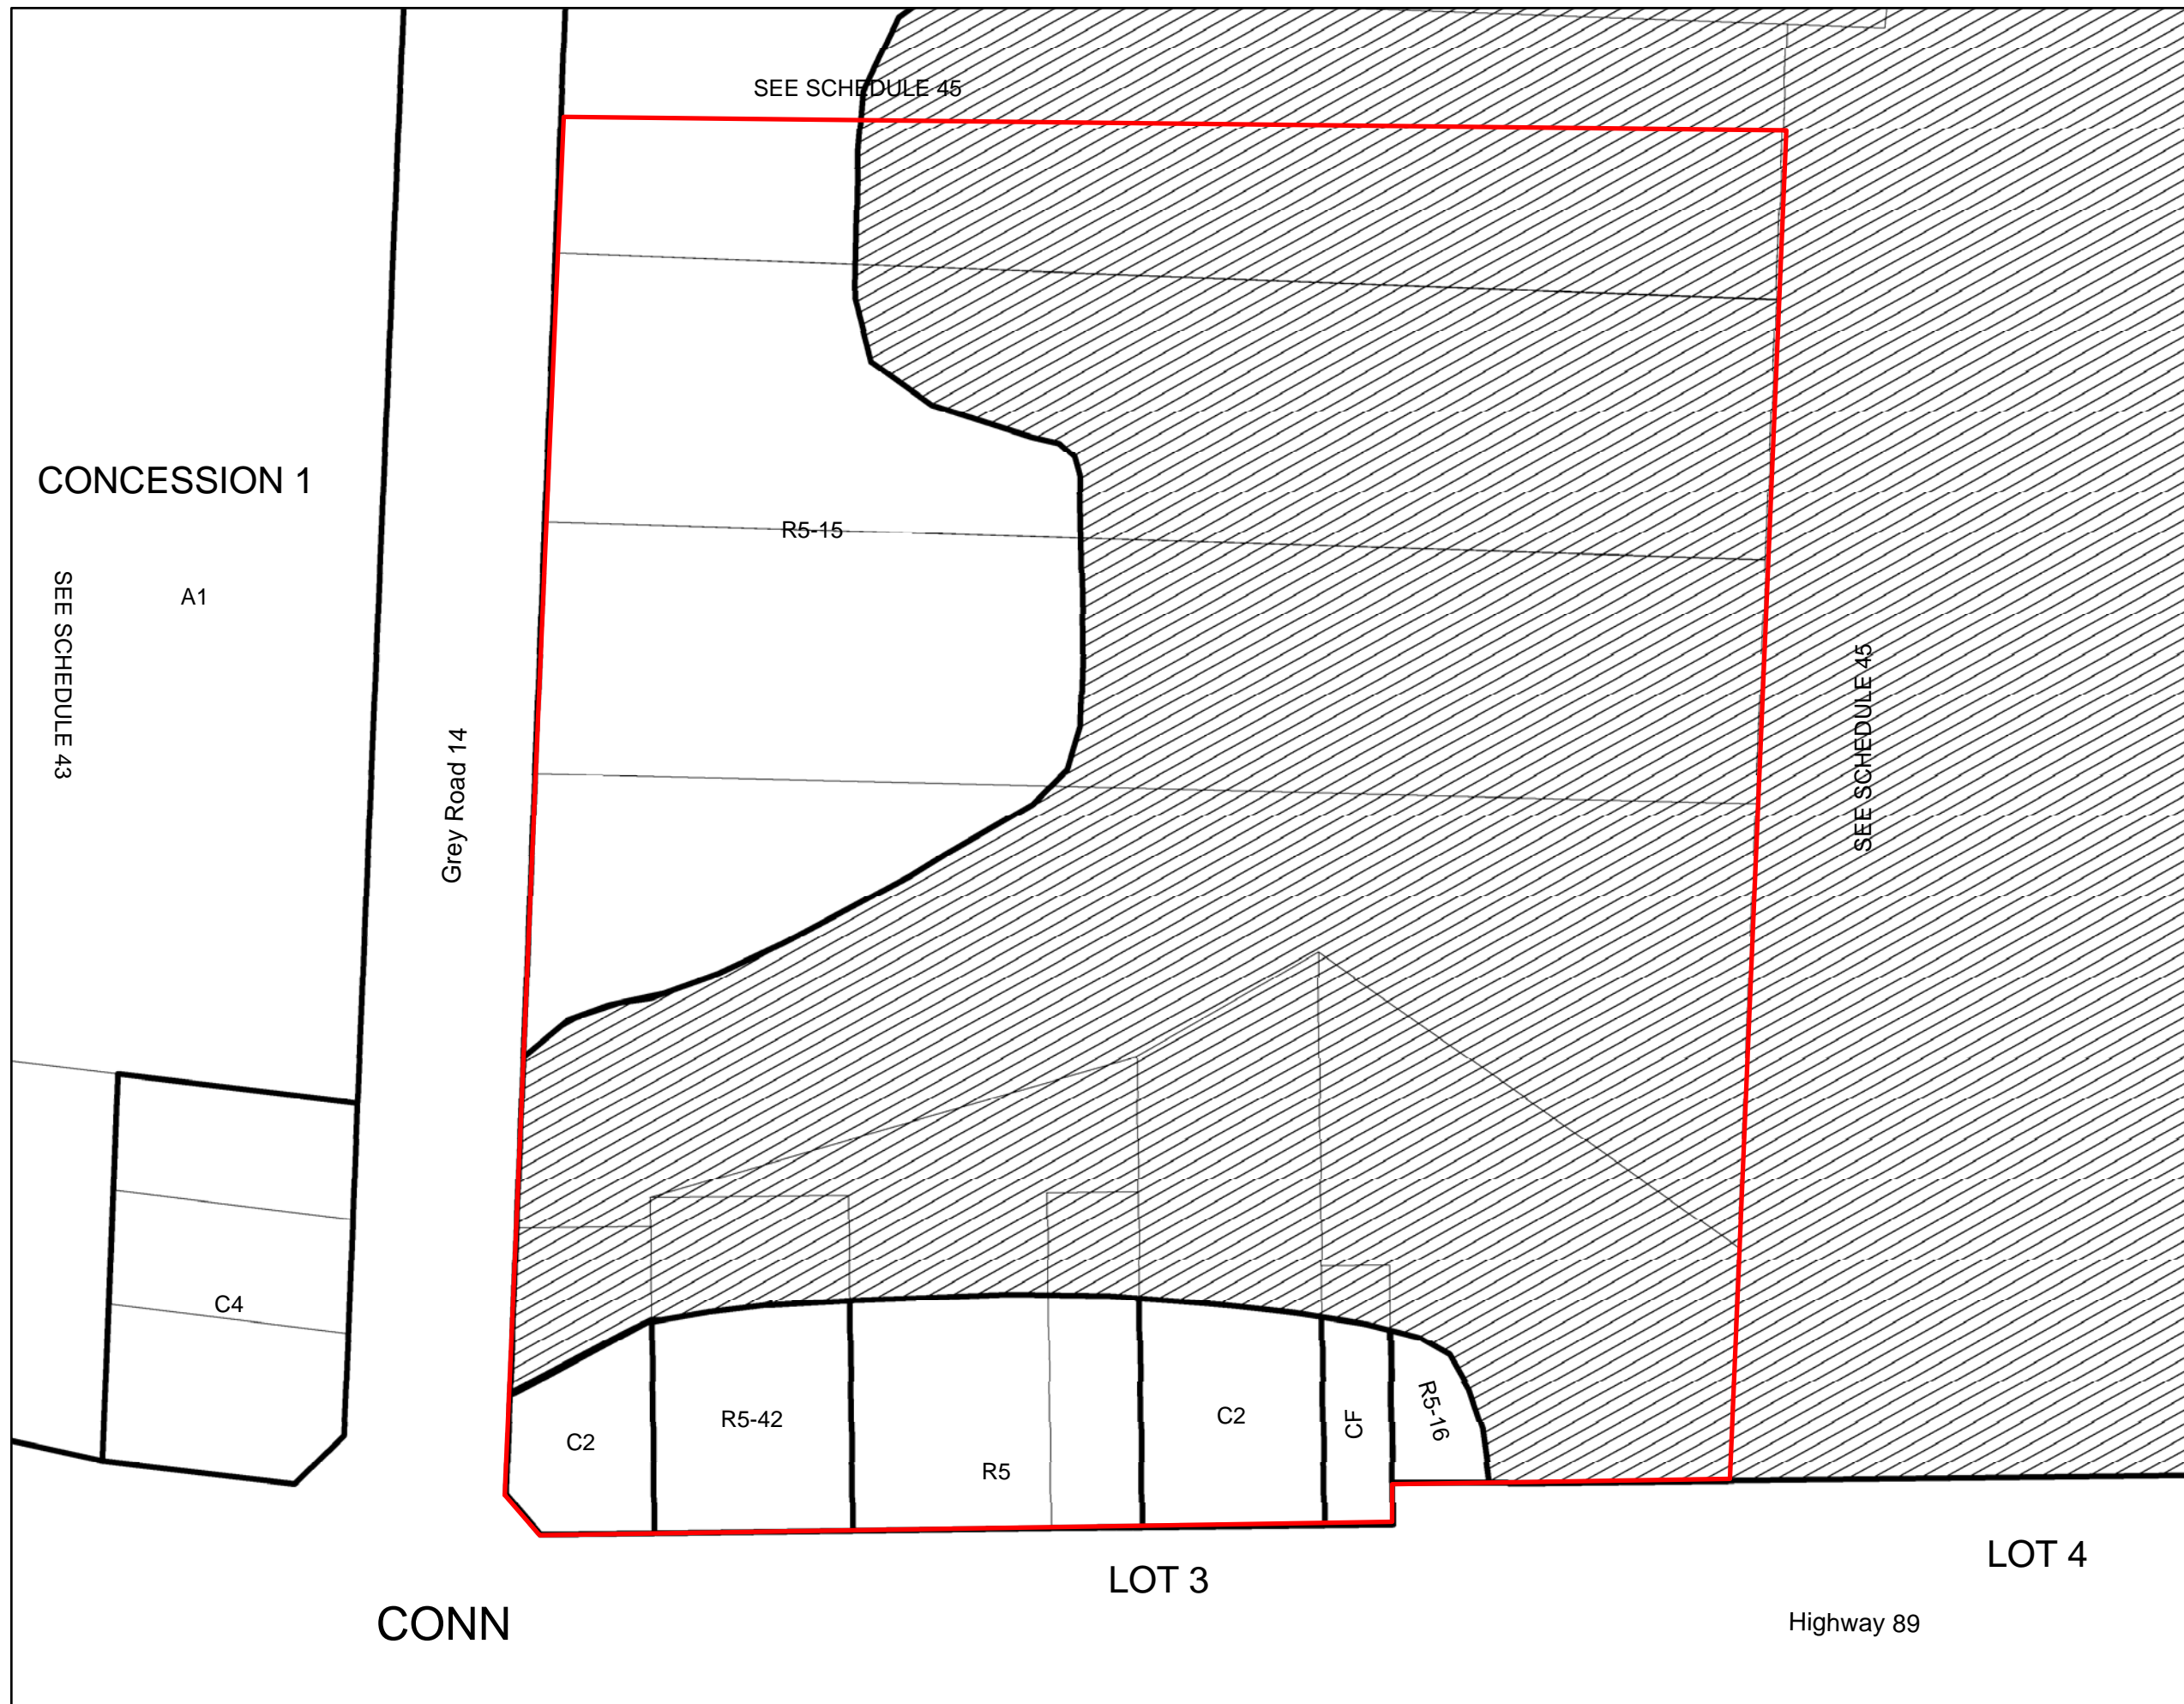 SEE SCHEDULE 45
CONCESSION 1
R5-15
A1
SEE SCHEDULE 43
SEE SCHEDULE 45
Grey Road 14
C4
R5-16
C2
R5-42
CF
C2
R5
LOT 4
LOT 3
CONN
Highway 89